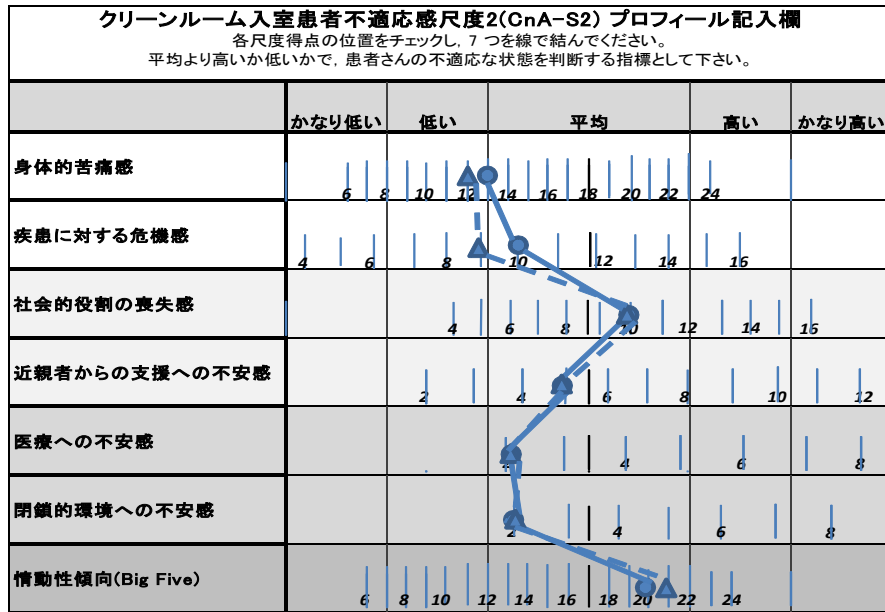 クリーンルーム入室患者不適応感尺度2(CnA-S2) プロフィール記入欄
各尺度得点の位置をチェックし, 7 つを線で結んでください。
平均より高いか低いかで, 患者さんの不適応な状態を判断する指標として下さい。
かなり低い 低い 平均 高い かなり高い
身体的苦痛感
6 8 10 12 14 16 18 20 22 24
疾患に対する危機感
4 6 8 10 12 14 16
社会的役割の喪失感
4 6 8 10 12 14 16
近親者からの支援への不安感
2 4 6 8 10 12
医療への不安感
2 4 6 8
閉鎖的環境への不安感
2 4 6 8
情動性傾向(Big Five)
6 8 10 12 14 16 18 20 22 24